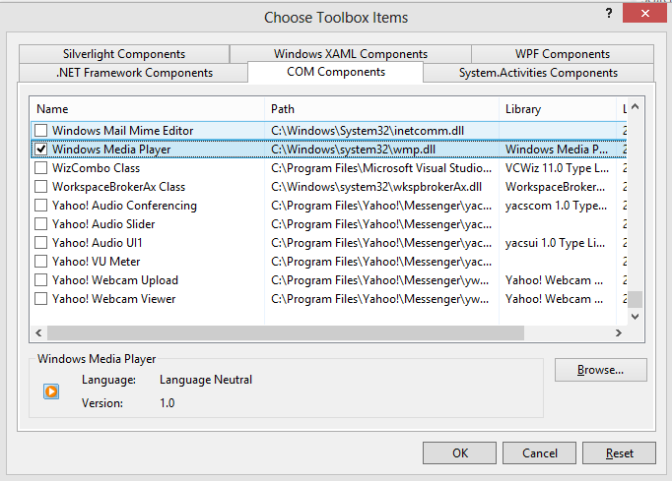 Choose Toolbox Items
Silverlight Components Windows XAML Components WPF Components
.NET Framework Components COM Components System.Activities Components
Name Path Library L
Windows Mail Mime Editor C:\Windows\System32\inetcomm.dll 2
Windows Media Player C:\Windows\system32\wmp.dll Windows Media P... 2
WizCombo Class C:\Program Files\Microsoft Visual Studio... VCWiz 11.0 Type L... 2
WorkspaceBrokerAx Class C:\Windows\system32\wkspbrokerAx.dll WorkspaceBroker... 2
Yahoo! Audio Conferencing C:\Program Files\Yahoo!\Messenger\yac... yacscom 1.0 Type... 2
Yahoo! Audio Slider C:\Program Files\Yahoo!\Messenger\yac... 2
Yahoo! Audio UI1 C:\Program Files\Yahoo!\Messenger\yac... yacsui 1.0 Type Li... 2
Yahoo! VU Meter C:\Program Files\Yahoo!\Messenger\yac... 2
Yahoo! Webcam Upload C:\Program Files\Yahoo!\Messenger\yw... Yahoo! Webcam ... 2
Yahoo! Webcam Viewer C:\Program Files\Yahoo!\Messenger\yw... Yahoo! Webcam ... 2
Windows Media Player
Browse...
Language: Language Neutral
Version: 1.0
OK Cancel Reset